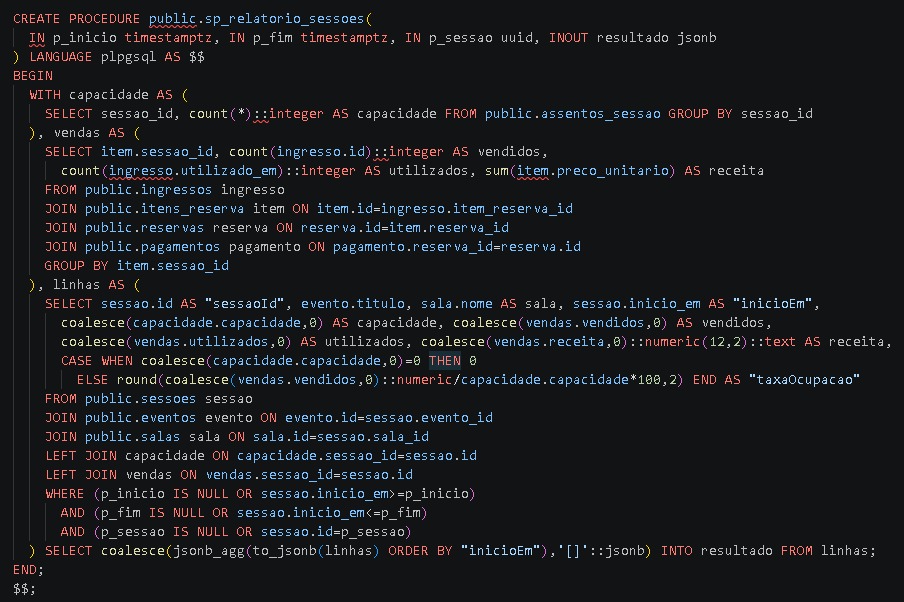 CREATE PROCEDURE public.sp_relatorio_sessoes(
IN p_inicio timestamptz, IN p_fim timestamptz, IN p_sessao uuid, INOUT resultado jsonb
) LANGUAGE plpgsql AS $$
BEGIN
WITH capacidade AS (
SELECT sessao_id, count(*)::integer AS capacidade FROM public.assentos_sessao GROUP BY sessao_id
), vendas AS (
SELECT item.sessao_id, count(ingresso.id)::integer AS vendidos,
count(ingresso.utilizado_em)::integer AS utilizados, sum(item.preco_unitario) AS receita
FROM public.ingressos ingresso
JOIN public.itens_reserva item ON item.id=ingresso.item_reserva_id
JOIN public.reservas reserva ON reserva.id=item.reserva_id
JOIN public.pagamentos pagamento ON pagamento.reserva_id=reserva.id
GROUP BY item.sessao_id
), linhas AS (
SELECT sessao.id AS "sessaoId", evento.titulo, sala.nome AS sala, sessao.inicio_em AS "inicioEm",
coalesce(capacidade.capacidade,0) AS capacidade, coalesce(vendas.vendidos,0) AS vendidos,
coalesce(vendas.utilizados,0) AS utilizados, coalesce(vendas.receita,0)::numeric(12,2)::text AS receita,
CASE WHEN coalesce(capacidade.capacidade,0)=0 THEN 0
ELSE round(coalesce(vendas.vendidos,0)::numeric/capacidade.capacidade*100,2) END AS "taxaOcupacao"
FROM public.sessoes sessao
JOIN public.eventos evento ON evento.id=sessao.evento_id
JOIN public.salas sala ON sala.id=sessao.sala_id
LEFT JOIN capacidade ON capacidade.sessao_id=sessao.id
LEFT JOIN vendas ON vendas.sessao_id=sessao.id
WHERE (p_inicio IS NULL OR sessao.inicio_em>=p_inicio)
AND (p_fim IS NULL OR sessao.inicio_em<=p_fim)
AND (p_sessao IS NULL OR sessao.id=p_sessao)
) SELECT coalesce(jsonb_agg(to_jsonb(linhas) ORDER BY "inicioEm"),'[]'::jsonb) INTO resultado FROM linhas;
END;
$$;